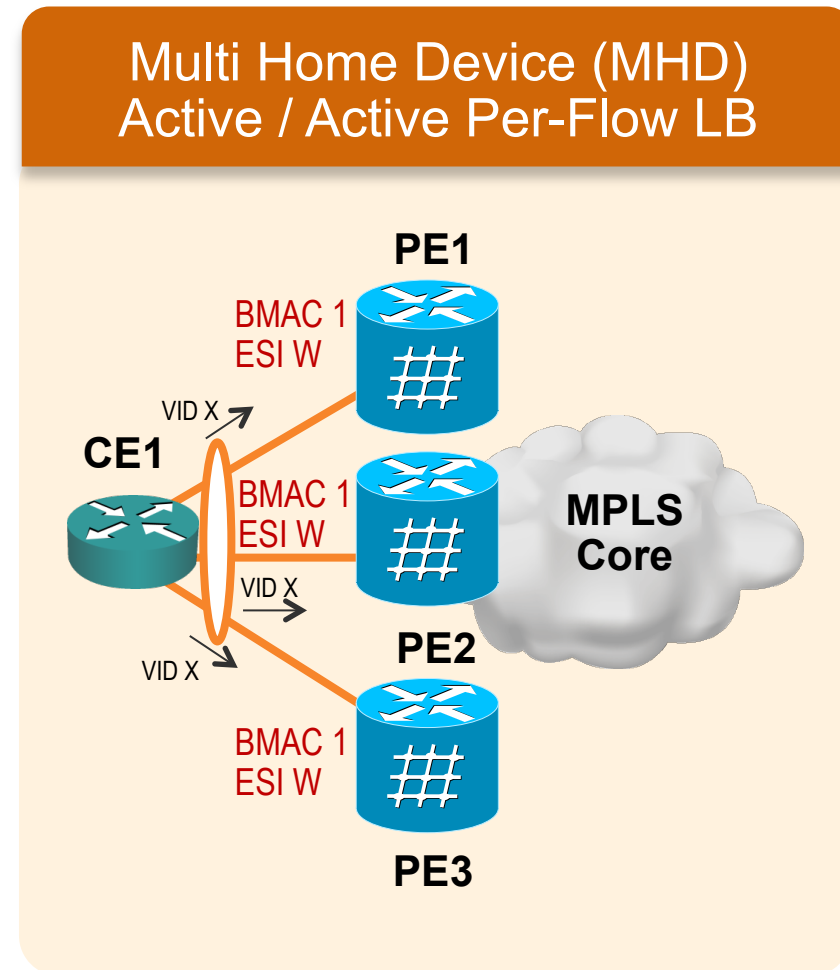 Multi Home Device (MHD)
Active / Active Per-Flow LB
PE1
BMAC 1
ESI W
VID X
CE1
BMAC 1
ESI W
MPLS
Core
VID X
PE2
VID X
BMAC 1
ESI W
PE3